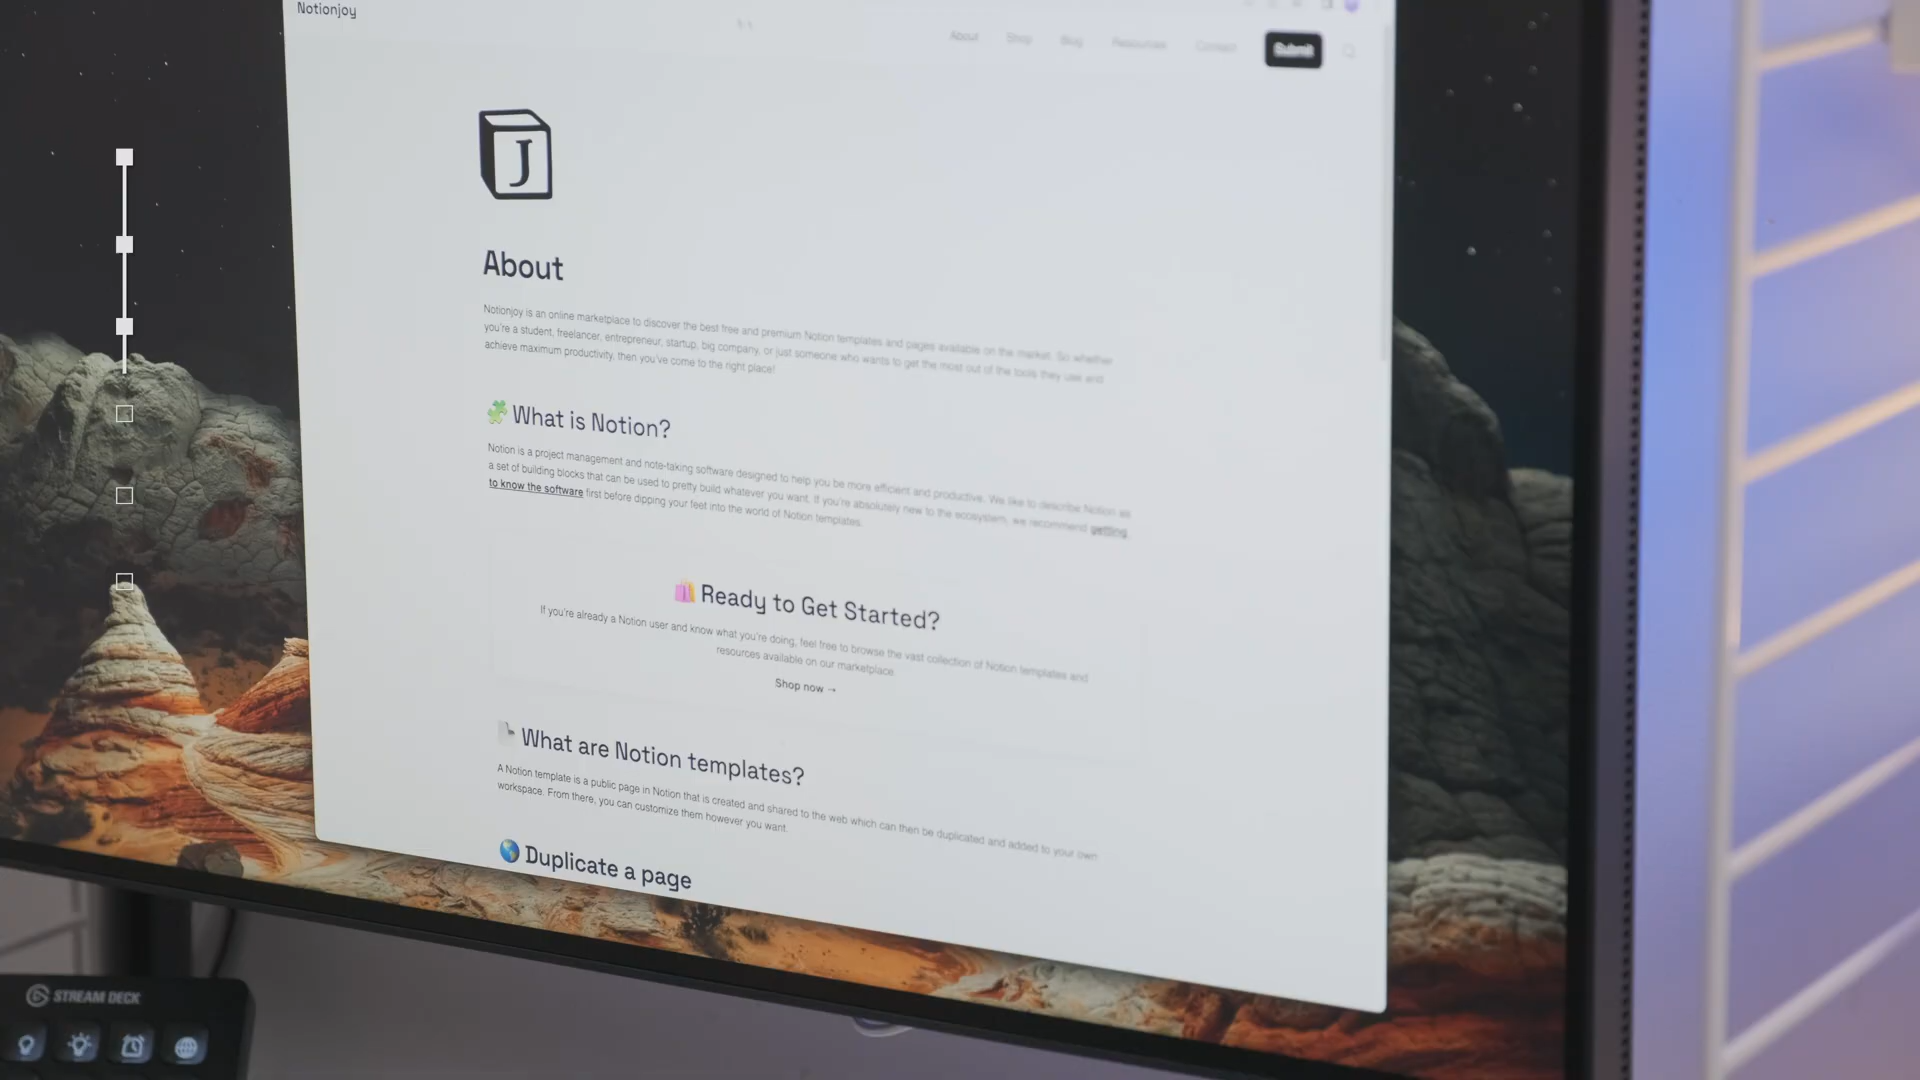 Notionjoy
About Shop Blog Resources Contact Submit
J
About
Notionjoy is an online marketplace to discover the best free and premium Notion templates and pages available on the market. So whether
you're a student, freelancer, entrepreneur, startup, big company, or just someone who wants to get the most out of the tools they use and
achieve maximum productivity, then you've come to the right place!
What is Notion?
Notion is a project management and note-taking software designed to help you be more efficient and productive. We like to describe Notion as
a set of building blocks that can be used to pretty build whatever you want. If you're absolutely new to the ecosystem, we recommend getting
to know the software first before dipping your feet into the world of Notion templates.
Ready to Get Started?
If you're already a Notion user and know what you're doing, feel free to browse the vast collection of Notion templates and
resources available on our marketplace
Shop now →
What are Notion templates?
A Notion template is a public page in Notion that is created and shared to the web which can then be duplicated and added to your own
workspace. From there, you can customize them however you want.
Duplicate a page
STREAM DECK